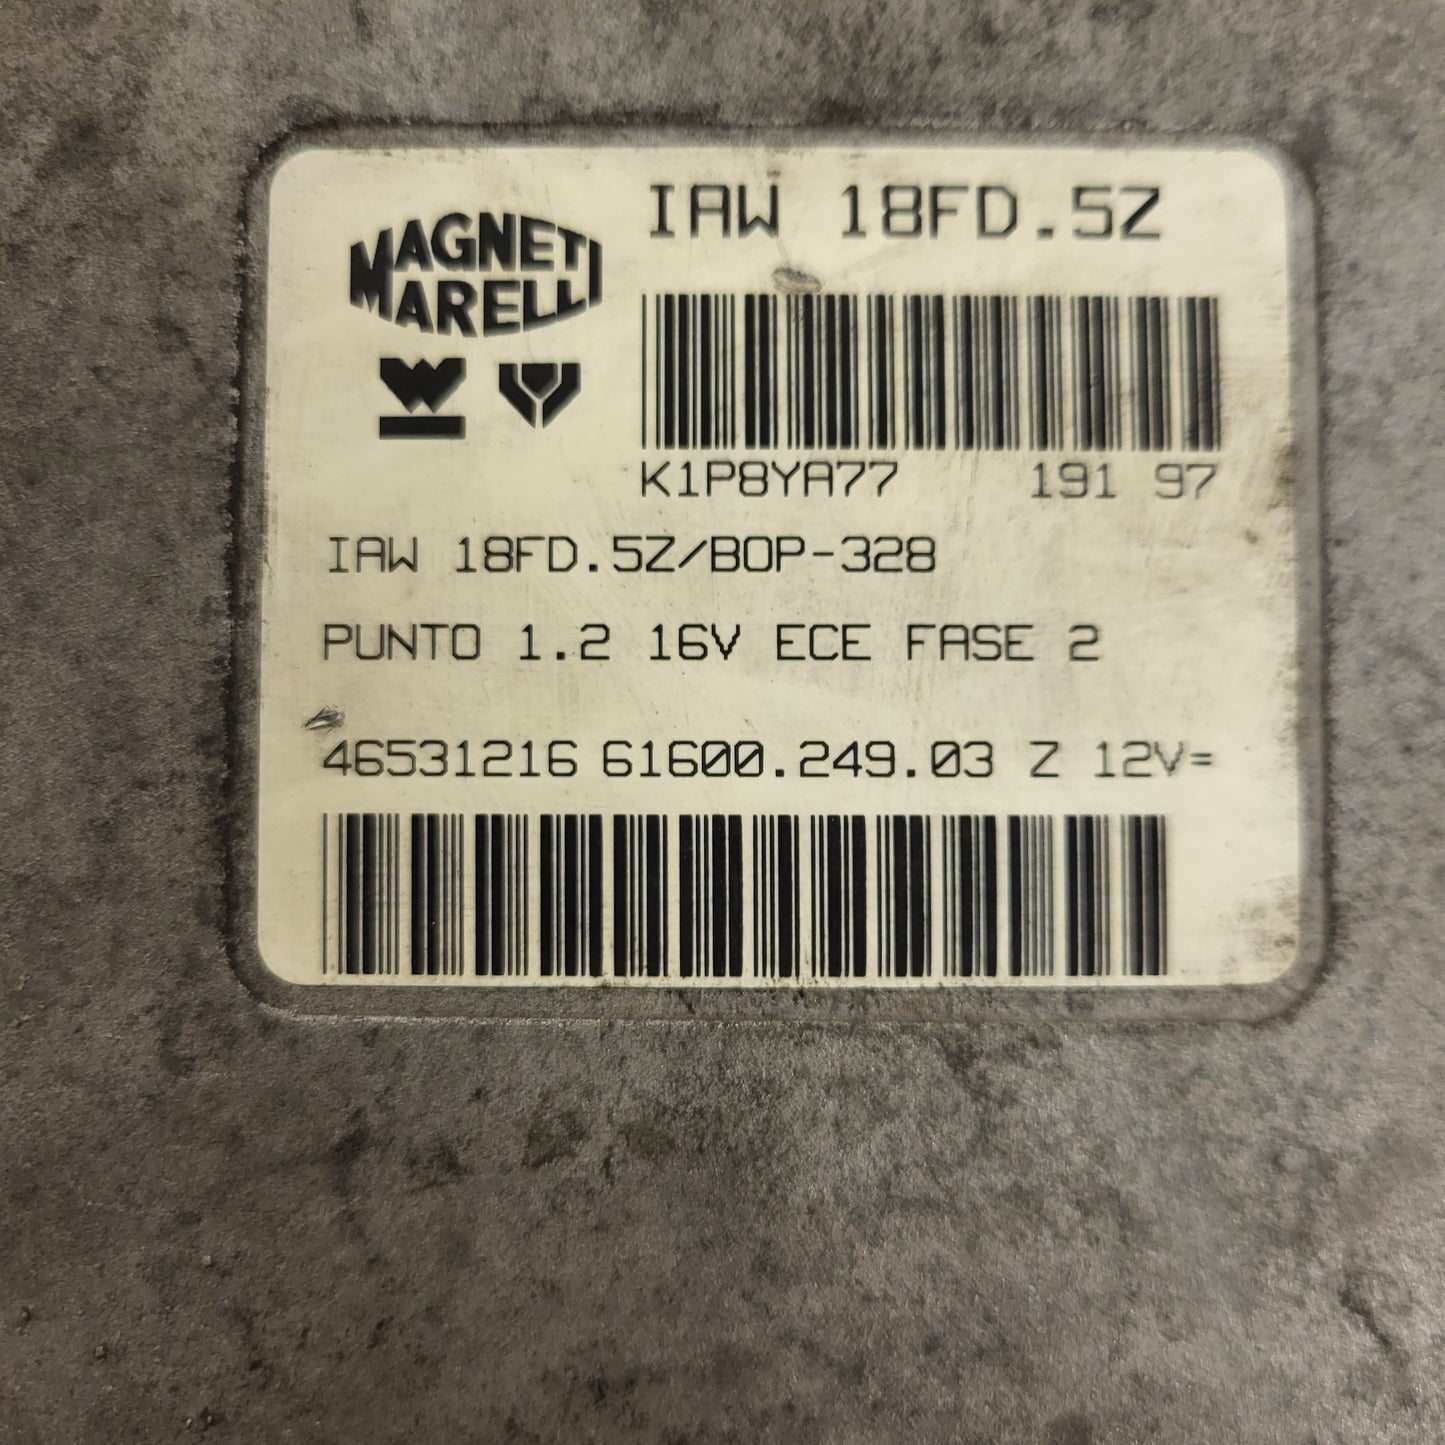 MAGNETI
MARELLI
IAW 18FD.5Z
K1P8YA77 191 97
IAW 18FD.5Z/BOP-328
PUNTO 1.2 16V ECE FASE 2
46531216 61600.249.03 Z 12V=